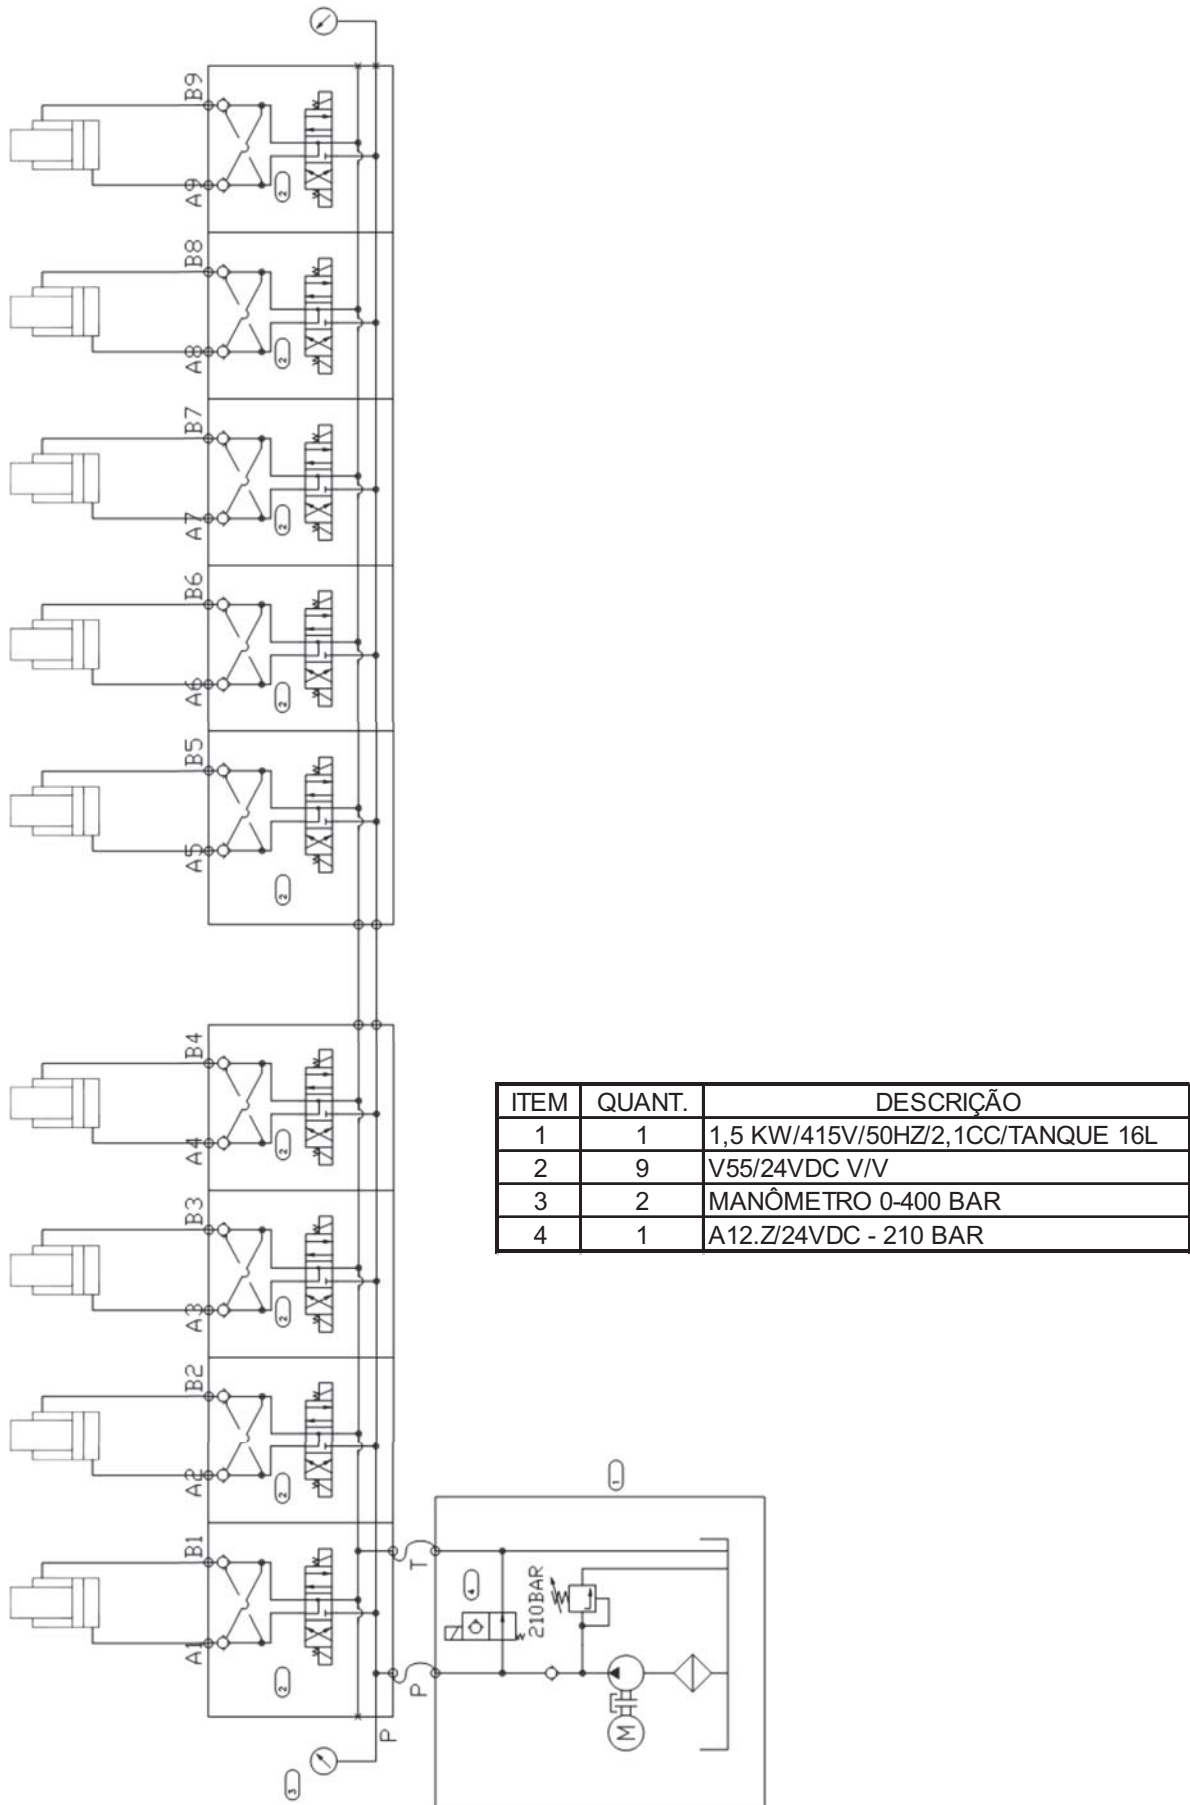 B9
A9
2
B8
A8
2
B7
A7
2
B6
A6
2
B5
A5
2
B4
A4
2
B3
A3
2
B2
A2
2
B1
A1
2
T
P
P
3
1
4
210BAR
M
ITEM QUANT. DESCRIÇÃO
1 1 1,5 KW/415V/50HZ/2,1CC/TANQUE 16L
2 9 V55/24VDC V/V
3 2 MANÔMETRO 0-400 BAR
4 1 A12.Z/24VDC - 210 BAR